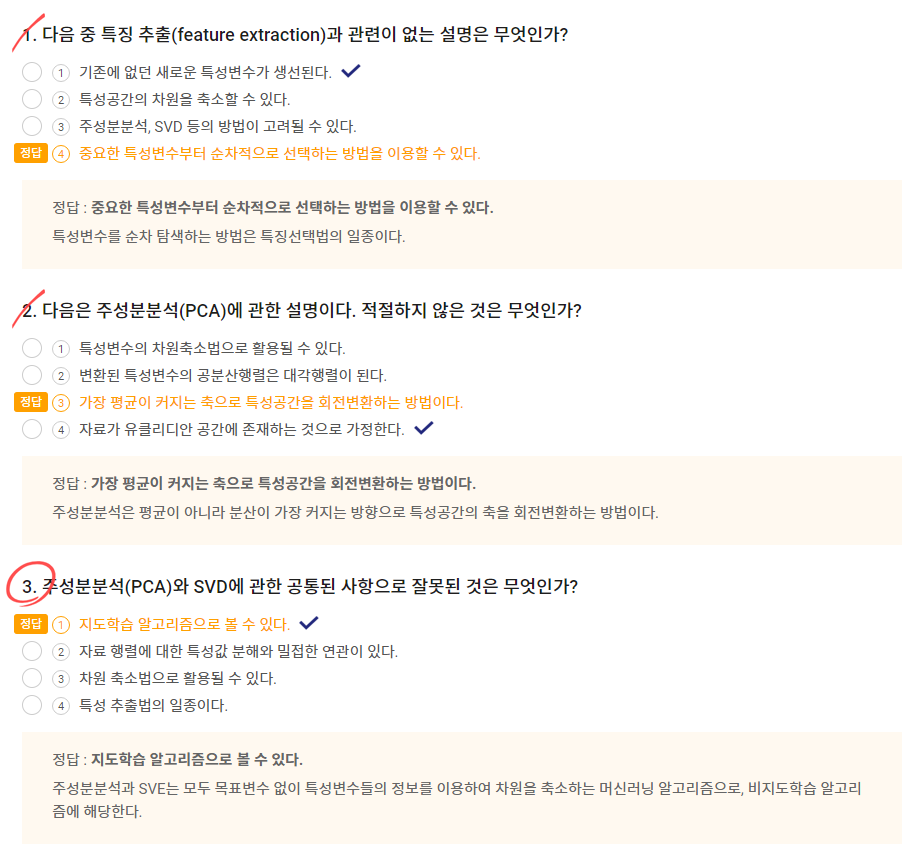 1. 다음 중 특징 추출(feature extraction)과 관련이 없는 설명은 무엇인가?
1 기존에 없던 새로운 특성변수가 생선된다.
2 특성공간의 차원을 축소할 수 있다.
3 주성분분석, SVD 등의 방법이 고려될 수 있다.
정답 4 중요한 특성변수부터 순차적으로 선택하는 방법을 이용할 수 있다.
정답 : 중요한 특성변수부터 순차적으로 선택하는 방법을 이용할 수 있다.
특성변수를 순차 탐색하는 방법은 특징선택법의 일종이다.
2. 다음은 주성분분석(PCA)에 관한 설명이다. 적절하지 않은 것은 무엇인가?
1 특성변수의 차원축소법으로 활용될 수 있다.
2 변환된 특성변수의 공분산행렬은 대각행렬이 된다.
정답 3 가장 평균이 커지는 축으로 특성공간을 회전변환하는 방법이다.
4 자료가 유클리디안 공간에 존재하는 것으로 가정한다.
정답 : 가장 평균이 커지는 축으로 특성공간을 회전변환하는 방법이다.
주성분분석은 평균이 아니라 분산이 가장 커지는 방향으로 특성공간의 축을 회전변환하는 방법이다.
3. 주성분분석(PCA)와 SVD에 관한 공통된 사항으로 잘못된 것은 무엇인가?
정답 1 지도학습 알고리즘으로 볼 수 있다.
2 자료 행렬에 대한 특성값 분해와 밀접한 연관이 있다.
3 차원 축소법으로 활용될 수 있다.
4 특성 추출법의 일종이다.
정답 : 지도학습 알고리즘으로 볼 수 있다.
주성분분석과 SVE는 모두 목표변수 없이 특성변수들의 정보를 이용하여 차원을 축소하는 머신러닝 알고리즘으로, 비지도학습 알고리
즘에 해당한다.